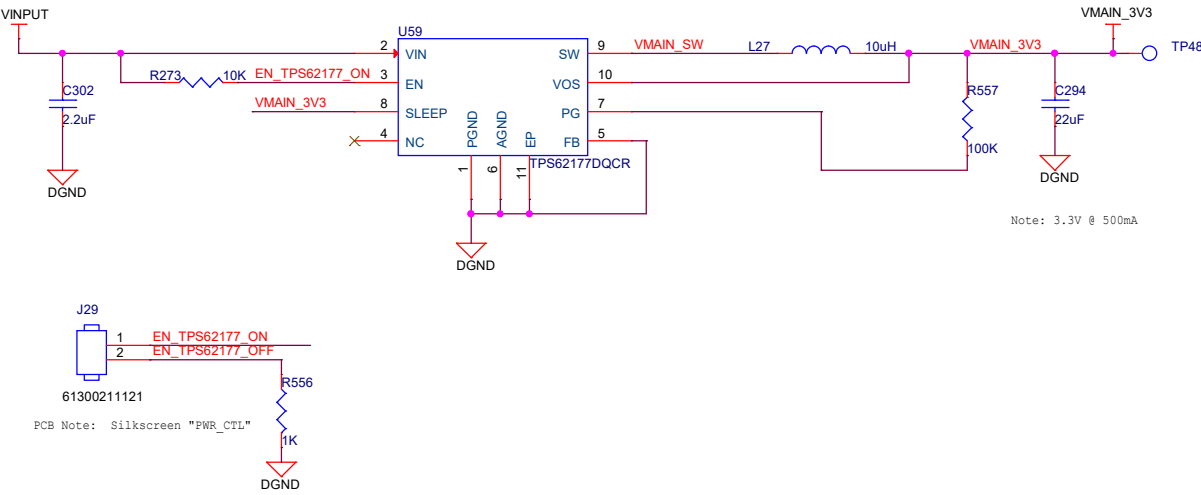 VINPUT
VMAIN_3V3
U59
2 VIN SW 9 VMAIN_SW L27 10uH VMAIN_3V3 TP48
R273 10K EN_TPS62177_ON 3 EN VOS 10
C302 R557 C294
VMAIN_3V3 8 SLEEP PG 7
2.2uF 22uF
4 NC PGND AGND EP FB 5
100K
TPS62177DQCR
1 6 11
DGND DGND
Note: 3.3V @ 500mA
DGND
J29
1 EN_TPS62177_ON
2 EN_TPS62177_OFF
R556
61300211121
PCB Note: Silkscreen "PWR_CTL"
1K
DGND